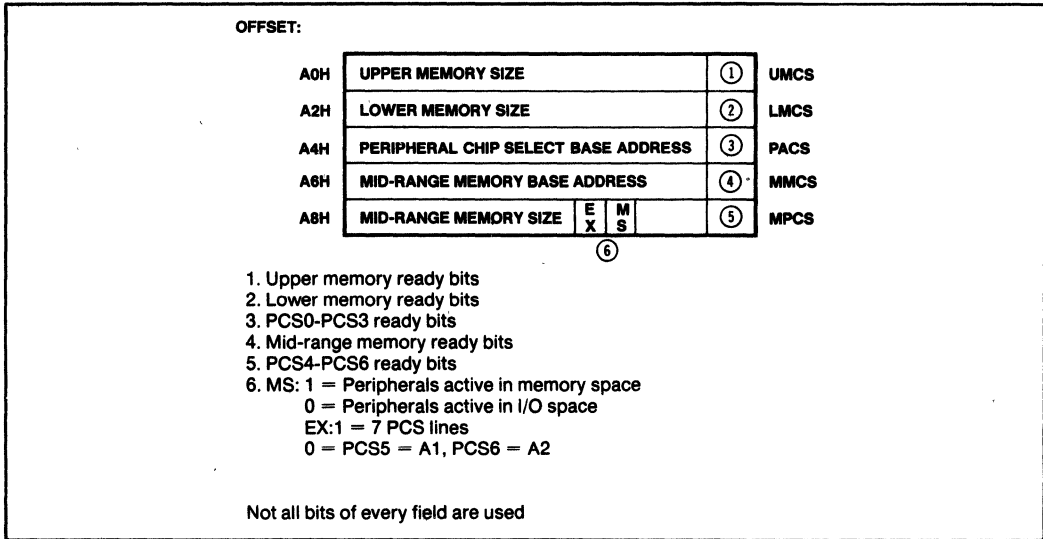 OFFSET:
A0H UPPER MEMORY SIZE ① UMCS
A2H LOWER MEMORY SIZE ② LMCS
A4H PERIPHERAL CHIP SELECT BASE ADDRESS ③ PACS
A6H MID-RANGE MEMORY BASE ADDRESS ④ MMCS
A8H MID-RANGE MEMORY SIZE EX MS ⑤ MPCS
⑥
1. Upper memory ready bits
2. Lower memory ready bits
3. PCS0-PCS3 ready bits
4. Mid-range memory ready bits
5. PCS4-PCS6 ready bits
6. MS: 1 = Peripherals active in memory space
0 = Peripherals active in I/O space
EX:1 = 7 PCS lines
0 = PCS5 = A1, PCS6 = A2
Not all bits of every field are used